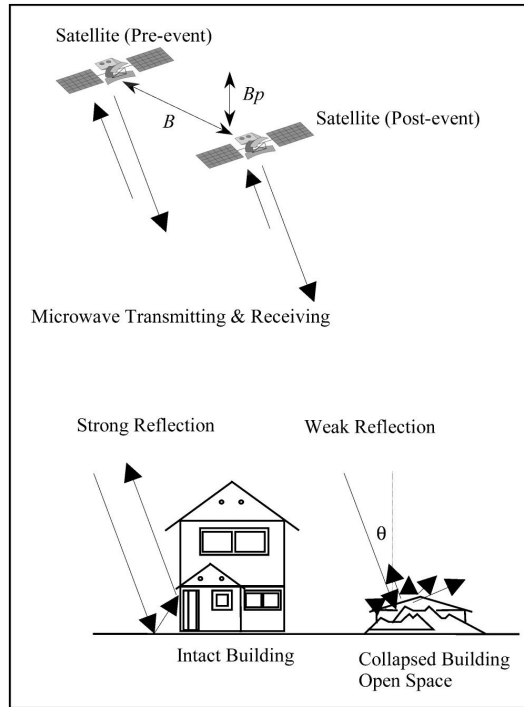 Satellite (Pre-event)
Bp
B
Satellite (Post-event)
Microwave Transmitting & Receiving
Strong Reflection
Weak Reflection
θ
Intact Building
Collapsed Building
Open Space